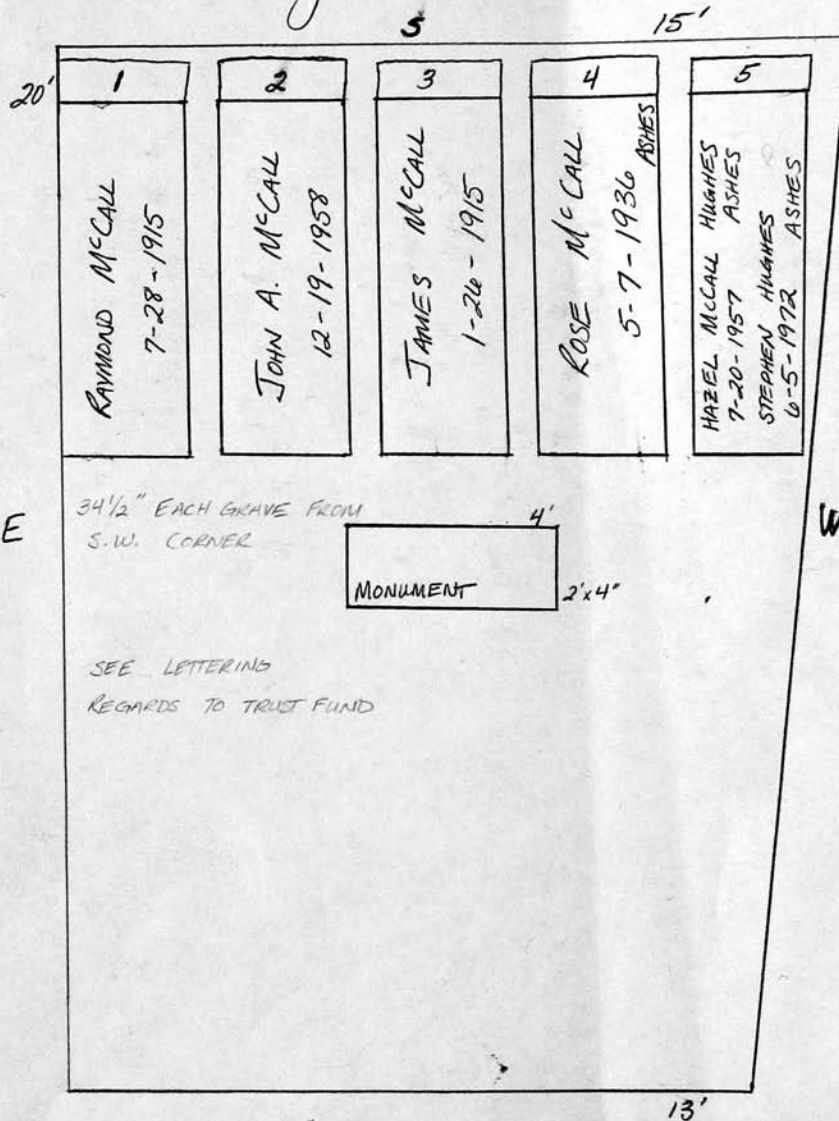 S
15'
20'
1
2
3
4
5
RAYMOND McCALL
7-28-1915
JOHN A. McCALL
12-19-1958
JAMES McCALL
1-26-1915
ROSE McCALL
5-7-1936 ASHES
HAZEL McCALL HUGHES
7-20-1957 ASHES
STEPHEN HUGHES
6-5-1972 ASHES
E
W
34 1/2" EACH GRAVE FROM
S.W. CORNER
4'
MONUMENT
2'x4"
SEE LETTERING
REGARDS TO TRUST FUND
13'